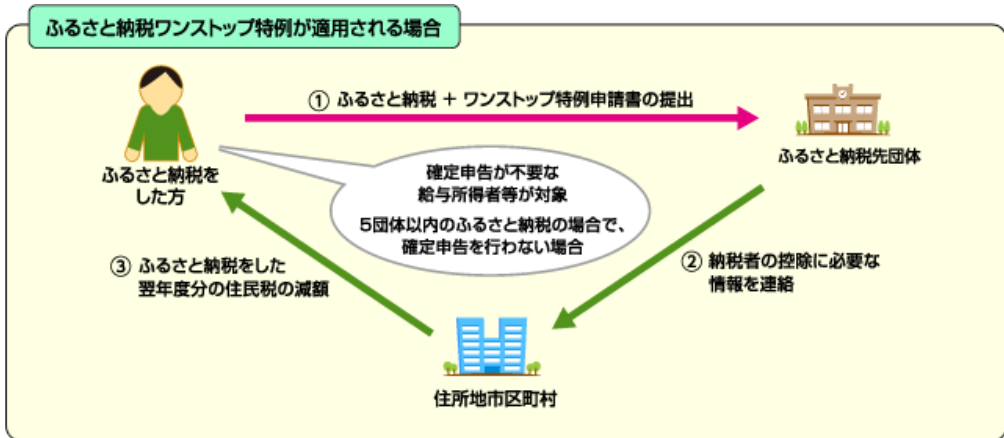 ふるさと納税ワンストップ特例が適用される場合
① ふるさと納税 + ワンストップ特例申請書の提出
ふるさと納税を
した方
ふるさと納税先団体
確定申告が不要な
給与所得者等が対象
5団体以内のふるさと納税の場合で、
確定申告を行わない場合
② 納税者の控除に必要な
情報を連絡
③ ふるさと納税をした
翌年度分の住民税の減額
住所地市区町村